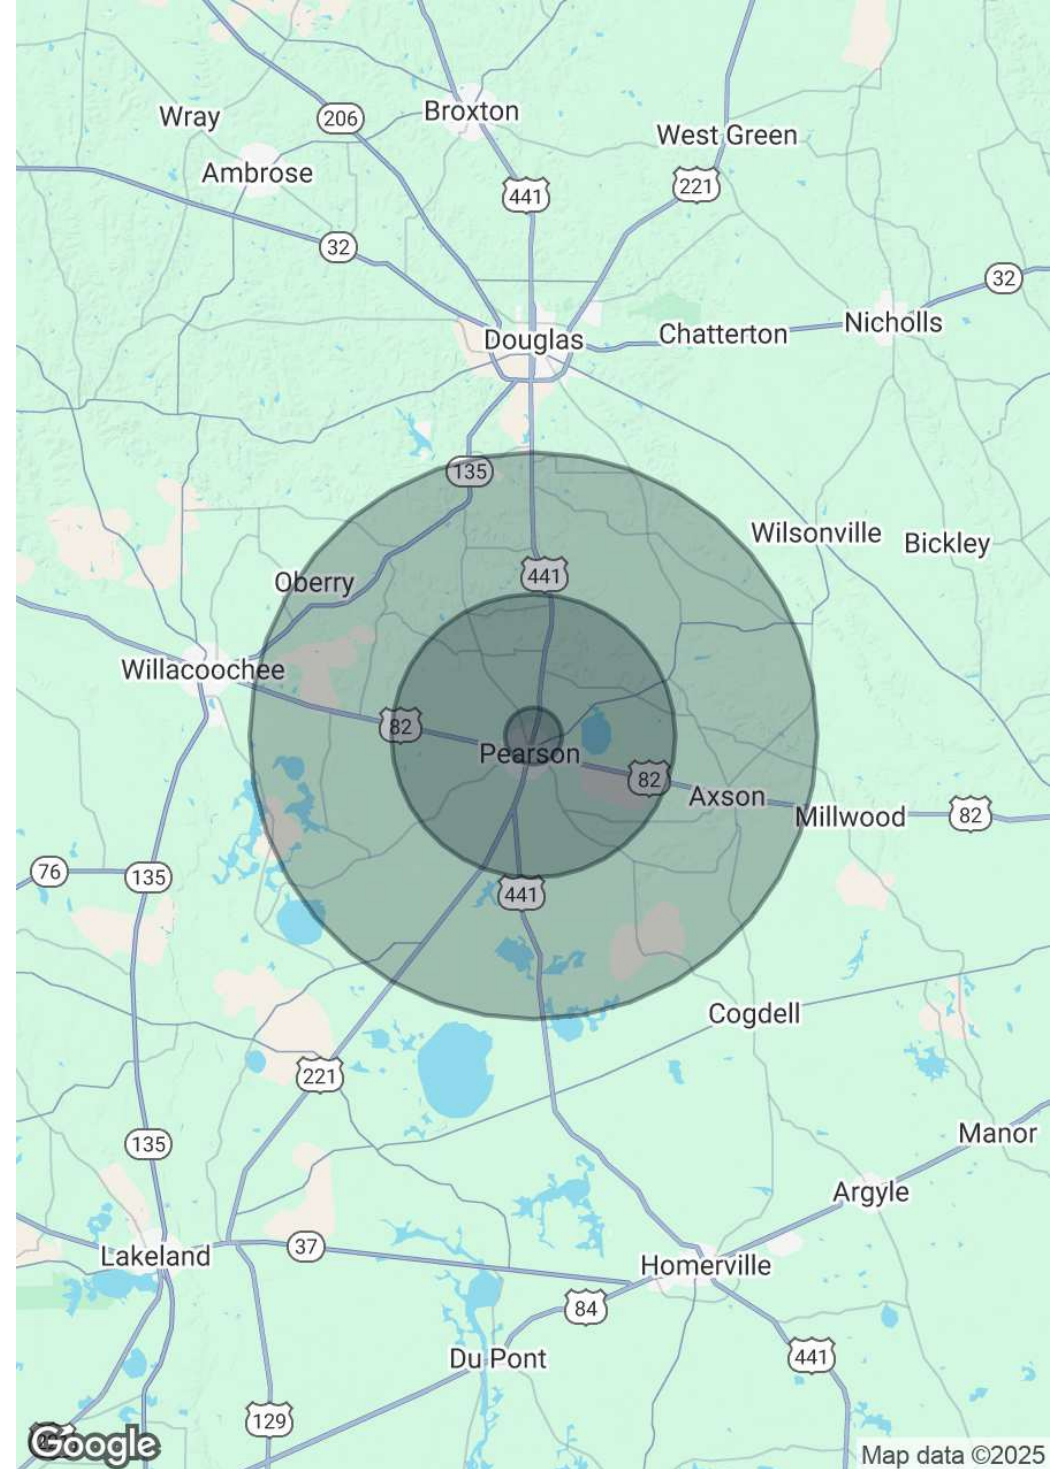 Broxton
Wray
206
West Green
Ambrose
221
441
32
32
Nicholls
Chatterton
Douglas
135
Wilsonville
Bickley
441
Oberry
Willacoochee
82
Pearson
82
Axson
Millwood
82
76
135
441
Cogdell
221
Manor
135
Argyle
37
Lakeland
Homerville
84
Du Pont
441
129
Google
Map data ©2025